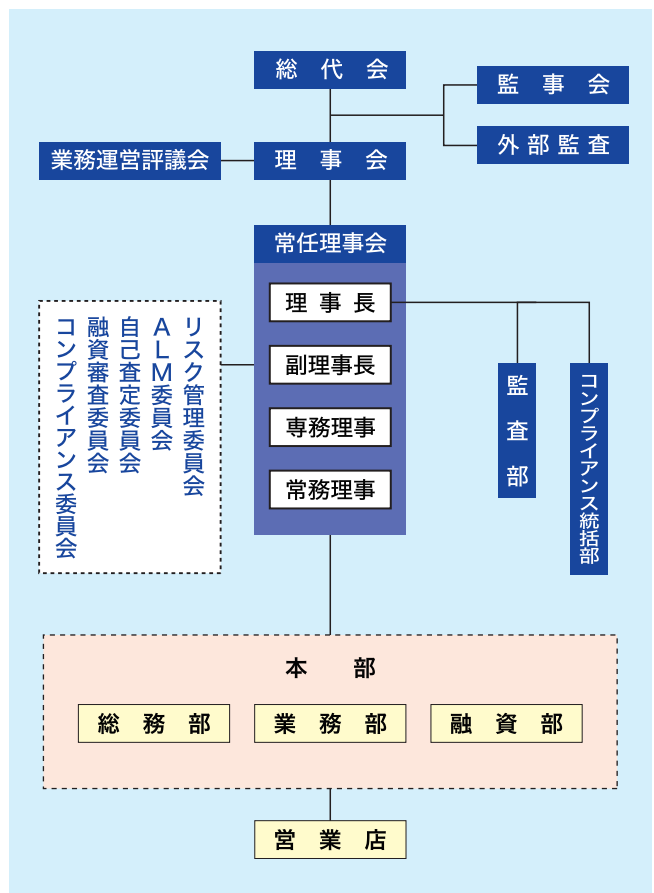 総代会
監事会
外部監査
業務運営評議会
理事会
常任理事会
理事長
副理事長
専務理事
常務理事
リスク管理委員会
ALM委員会
自己査定委員会
融資審査委員会
コンプライアンス委員会
監査部
コンプライアンス統括部
本部
総務部
業務部
融資部
営業店